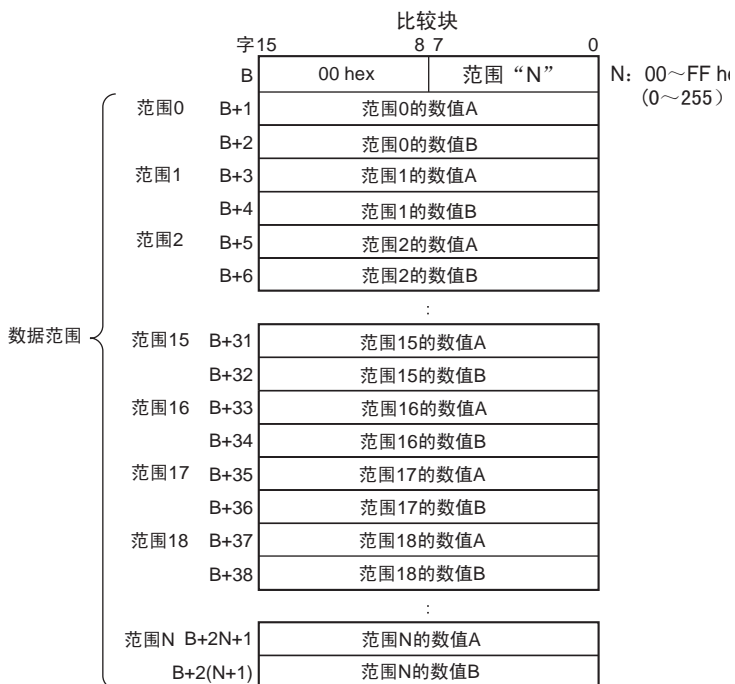 比较块
字 15 8 7 0
B 00 hex 范围“N” N：00～FF he
(0～255)
范围0 B+1 范围0的数值A
B+2 范围0的数值B
范围1 B+3 范围1的数值A
B+4 范围1的数值B
范围2 B+5 范围2的数值A
B+6 范围2的数值B
:
数据范围
范围15 B+31 范围15的数值A
B+32 范围15的数值B
范围16 B+33 范围16的数值A
B+34 范围16的数值B
范围17 B+35 范围17的数值A
B+36 范围17的数值B
范围18 B+37 范围18的数值A
B+38 范围18的数值B
:
范围N B+2N+1 范围N的数值A
B+2(N+1) 范围N的数值B